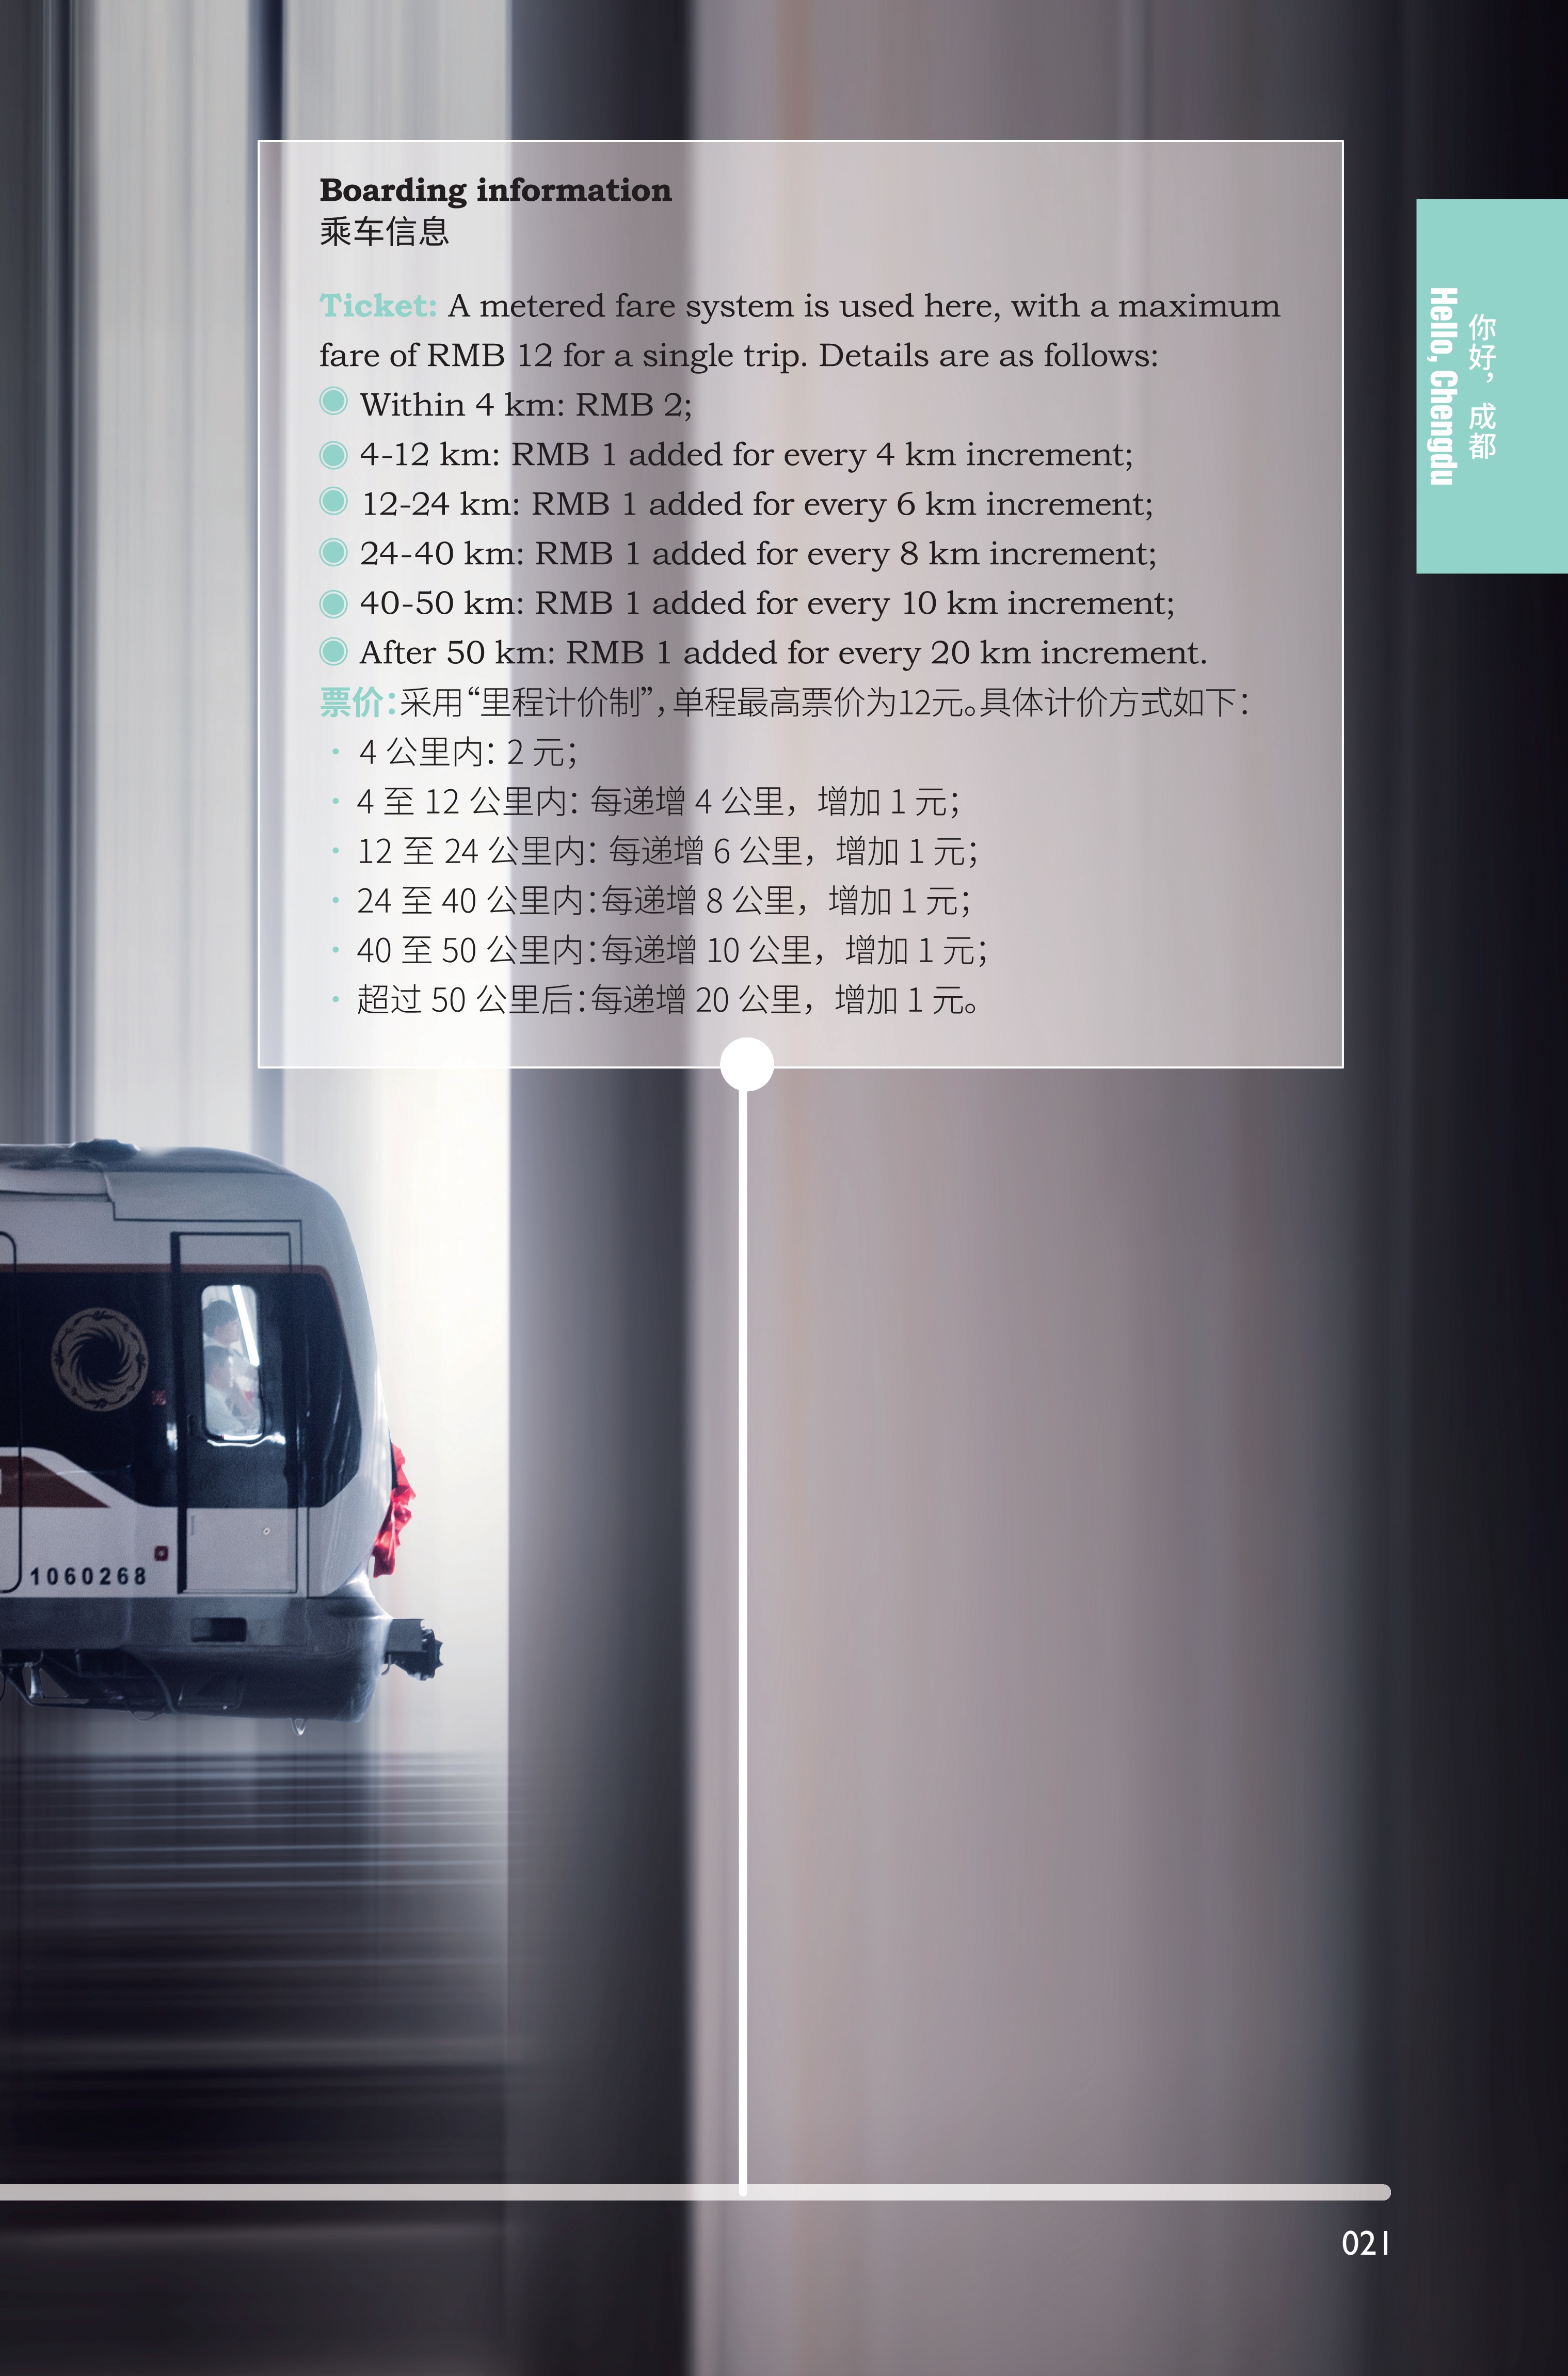 Boarding information
乘车信息
Ticket: A metered fare system is used here, with a maximum
fare of RMB 12 for a single trip. Details are as follows:
Within 4 km: RMB 2;
4-12 km: RMB 1 added for every 4 km increment;
12-24 km: RMB 1 added for every 6 km increment;
24-40 km: RMB 1 added for every 8 km increment;
40-50 km: RMB 1 added for every 10 km increment;
After 50 km: RMB 1 added for every 20 km increment.
票价：采用“里程计价制”，单程最高票价为12元。具体计价方式如下：
· 4 公里内：2 元；
· 4 至 12 公里内：每递增 4 公里，增加 1 元；
· 12 至 24 公里内：每递增 6 公里，增加 1 元；
· 24 至 40 公里内：每递增 8 公里，增加 1 元；
· 40 至 50 公里内：每递增 10 公里，增加 1 元；
· 超过 50 公里后：每递增 20 公里，增加 1 元。
你好，成都
Hello, Chengdu
1060268
021